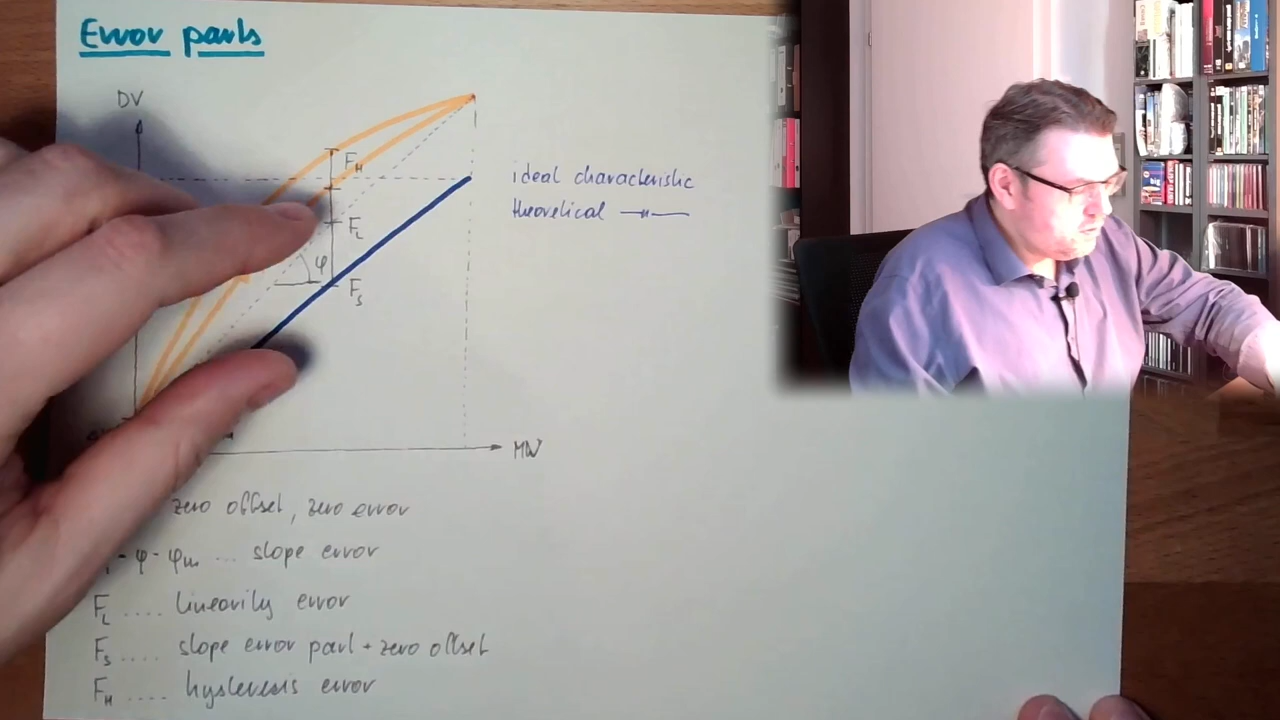 Error parts
DV
F_H
ideal characteristic
theoretical —"—
F_L
φ
F_S
MW
zero offset, zero error
- φ - φ ... slope error
F_L .... linearity error
F_S .... slope error part + zero offset
F_H .... hysteresis error
big